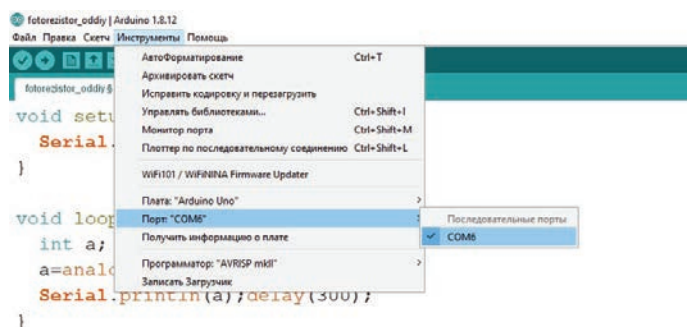 fotorezistor_oddiy | Arduino 1.8.12
Файл Правка Скетч Инструменты Помощь
fotorezistor_oddiy §
АвтоФорматирование Ctrl+T
Архивировать скетч
Исправить кодировку и перезагрузить
Управлять библиотеками... Ctrl+Shift+I
Монитор порта Ctrl+Shift+M
Плоттер по последовательному соединению Ctrl+Shift+L
WiFi101 / WiFiNINA Firmware Updater
Плата: "Arduino Uno"
Порт: "COM6"
Последовательные порты
COM6
Получить информацию о плате
Программатор: "AVRISP mkII"
Записать Загрузчик
void setu
Serial.
}
void loop
int a;
a=analo
Serial.println(a);delay(300);
}